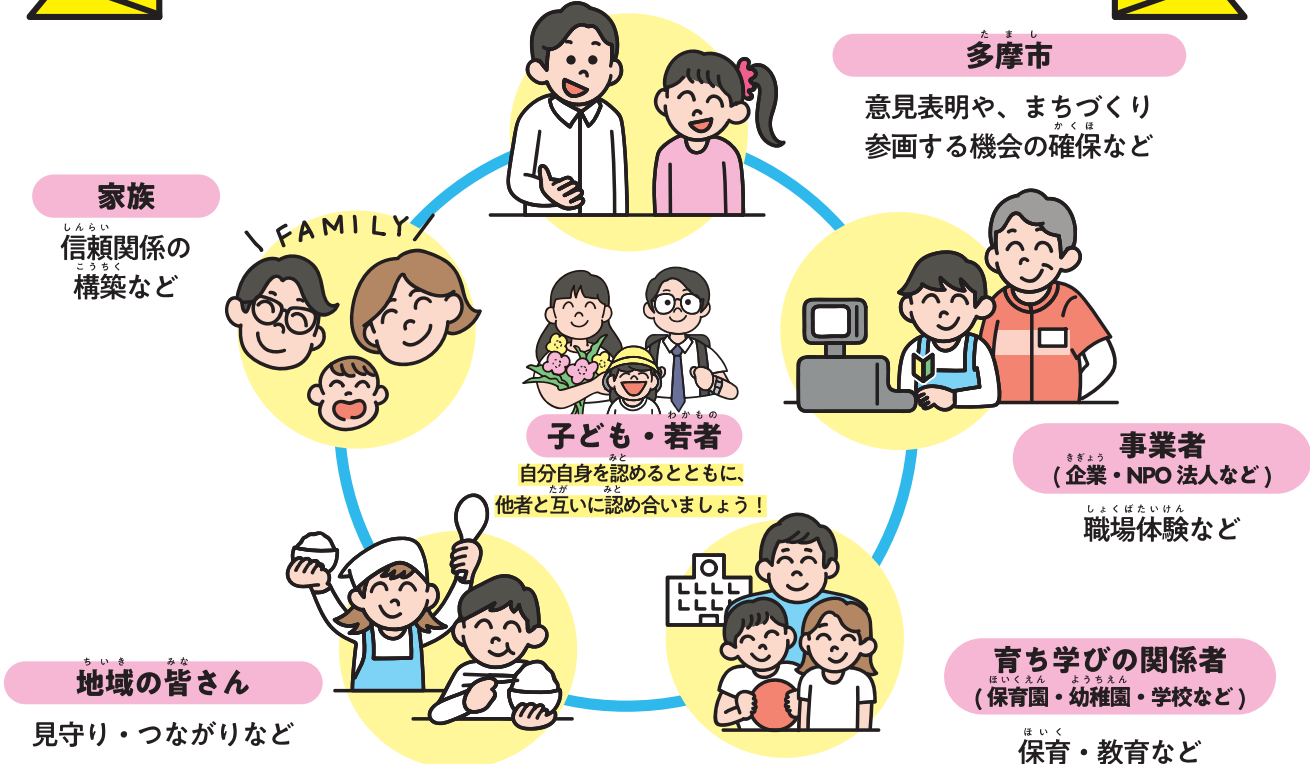 多摩市
意見表明や、まちづくり
参画する機会の確保など
家族
信頼関係の
構築など
FAMILY
子ども・若者
自分自身を認めるとともに、
他者と互いに認め合いましょう！
事業者
(企業・NPO 法人など)
職場体験など
地域の皆さん
見守り・つながりなど
育ち学びの関係者
(保育園・幼稚園・学校など)
保育・教育など